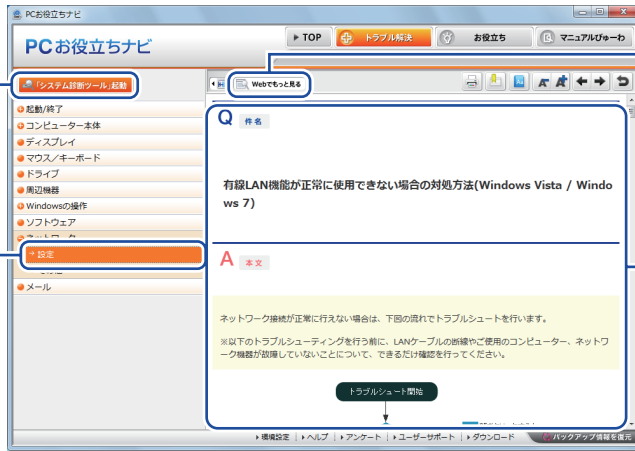 PCお役立ちナビ
PCお役立ちナビ
TOP
トラブル解決
お役立ち
マニュアルびゅーわ
「システム診断ツール」起動
Webでもっと見る
起動/終了
コンピューター本体
ディスプレイ
マウス/キーボード
ドライブ
周辺機器
Windowsの操作
ソフトウェア
設定
メール
Q 件名
有線LAN機能が正常に使用できない場合の対処方法(Windows Vista / Windo
ws 7)
A 本文
ネットワーク接続が正常に行えない場合は、下図の流れでトラブルシュートを行います。
※以下のトラブルシューティングを行う前に、LANケーブルの断線やご使用のコンピューター、ネットワ
ーク機器が故障していないことについて、できるだけ確認を行ってください。
トラブルシュート開始
環境設定 ヘルプ アンケート ユーザーサポート ダウンロード バックアップ情報を復元